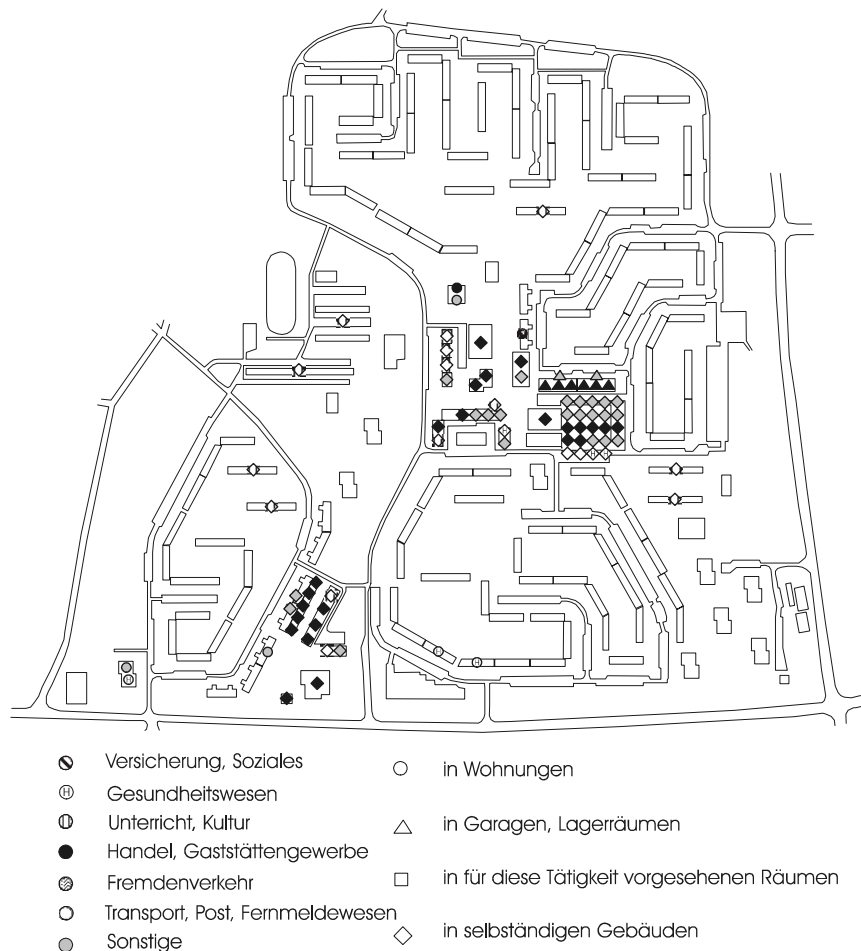 Versicherung, Soziales
Gesundheitswesen
Unterricht, Kultur
Handel, Gaststättengewerbe
Fremdenverkehr
Transport, Post, Fernmeldewesen
Sonstige
in Wohnungen
in Garagen, Lagerräumen
in für diese Tätigkeit vorgesehenen Räumen
in selbständigen Gebäuden